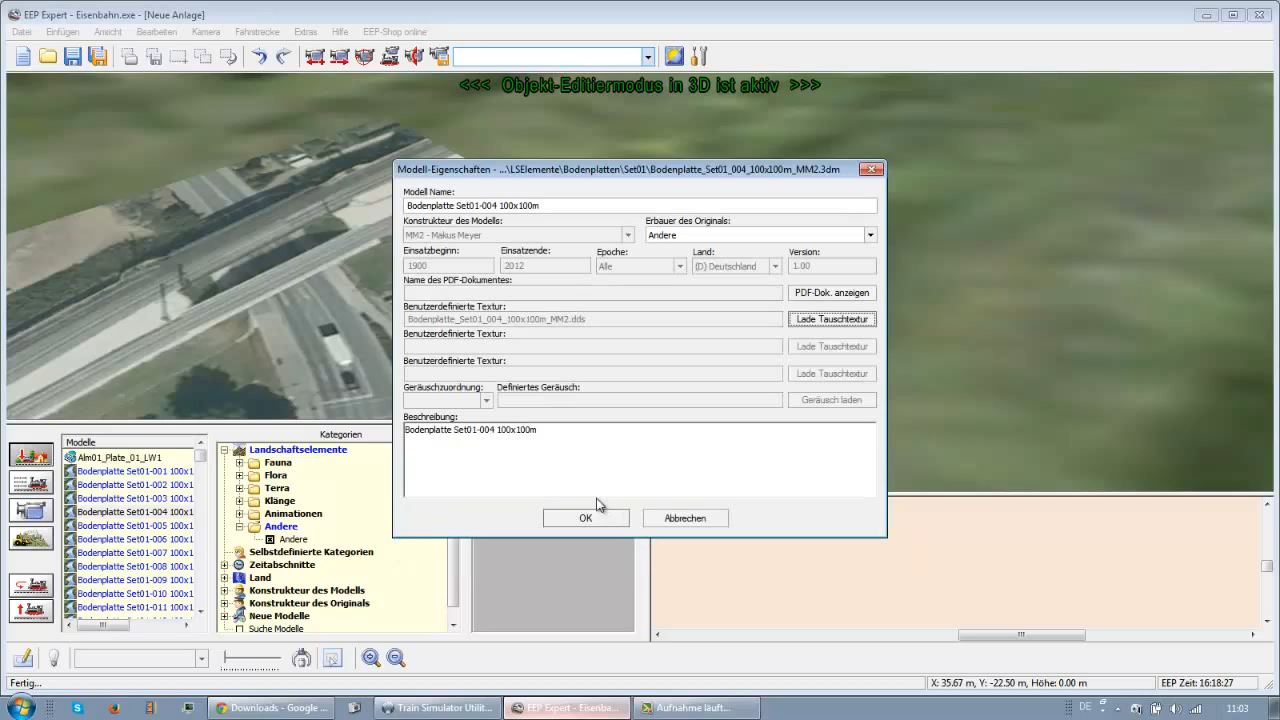 EEP Expert - Eisenbahn.exe - [Neue Anlage]
Datei Einfügen Ansicht Bearbeiten Kamera Fahrstrecke Extras Hilfe EEP-Shop online
<<< Objekt-Editiermodus in 3D ist aktiv >>>
Modell-Eigenschaften - ...\LSElemente\Bodenplatten\Set01\Bodenplatte_Set01_004_100x100m_MM2.3dm
Modell Name:
Bodenplatte Set01-004 100x100m
Konstrukteur des Modells: Erbauer des Originals:
MM2 - Makus Meyer Andere
Einsatzbeginn: Einsatzende: Epoche: Land: Version:
1900 2012 Alle (D) Deutschland 1.00
Name des PDF-Dokumentes:
PDF-Dok. anzeigen
Benutzerdefinierte Textur:
Bodenplatte_Set01_004_100x100m_MM2.dds Lade Tauschtextur
Benutzerdefinierte Textur:
Lade Tauschtextur
Benutzerdefinierte Textur:
Lade Tauschtextur
Geräuschzuordnung: Definiertes Geräusch:
Geräusch laden
Beschreibung:
Bodenplatte Set01-004 100x100m
OK Abbrechen
Modelle
Alm01_Plate_01_LW1
Bodenplatte Set01-001 100x1
Bodenplatte Set01-002 100x1
Bodenplatte Set01-003 100x1
Bodenplatte Set01-004 100x1
Bodenplatte Set01-005 100x1
Bodenplatte Set01-006 100x1
Bodenplatte Set01-007 100x1
Bodenplatte Set01-008 100x1
Bodenplatte Set01-009 100x1
Bodenplatte Set01-010 100x1
Bodenplatte Set01-011 100x1
Kategorien
Landschaftselemente
Fauna
Flora
Terra
Klänge
Animationen
Andere
Andere
Selbstdefinierte Kategorien
Zeitabschnitte
Land
Konstrukteur des Modells
Konstrukteur des Originals
Neue Modelle
Suche Modelle
Fertig... X: 35.67 m, Y: -22.50 m, Höhe: 0.00 m EEP Zeit: 16:18:27
Downloads - Google ... Train Simulator Utilit... EEP Expert - Eisenba... Aufnahme läuft... DE 11:03